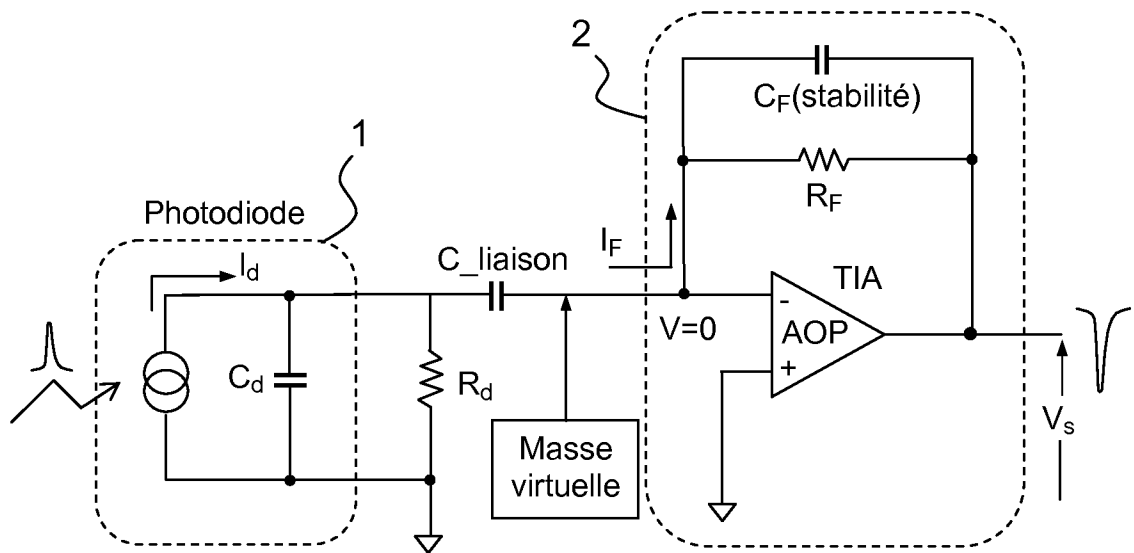 2
C_F(stabilité)
1
R_F
Photodiode
I_d
C_liaison
I_F
TIA
-
V=0
AOP
C_d
R_d
+
Masse
virtuelle
V_s